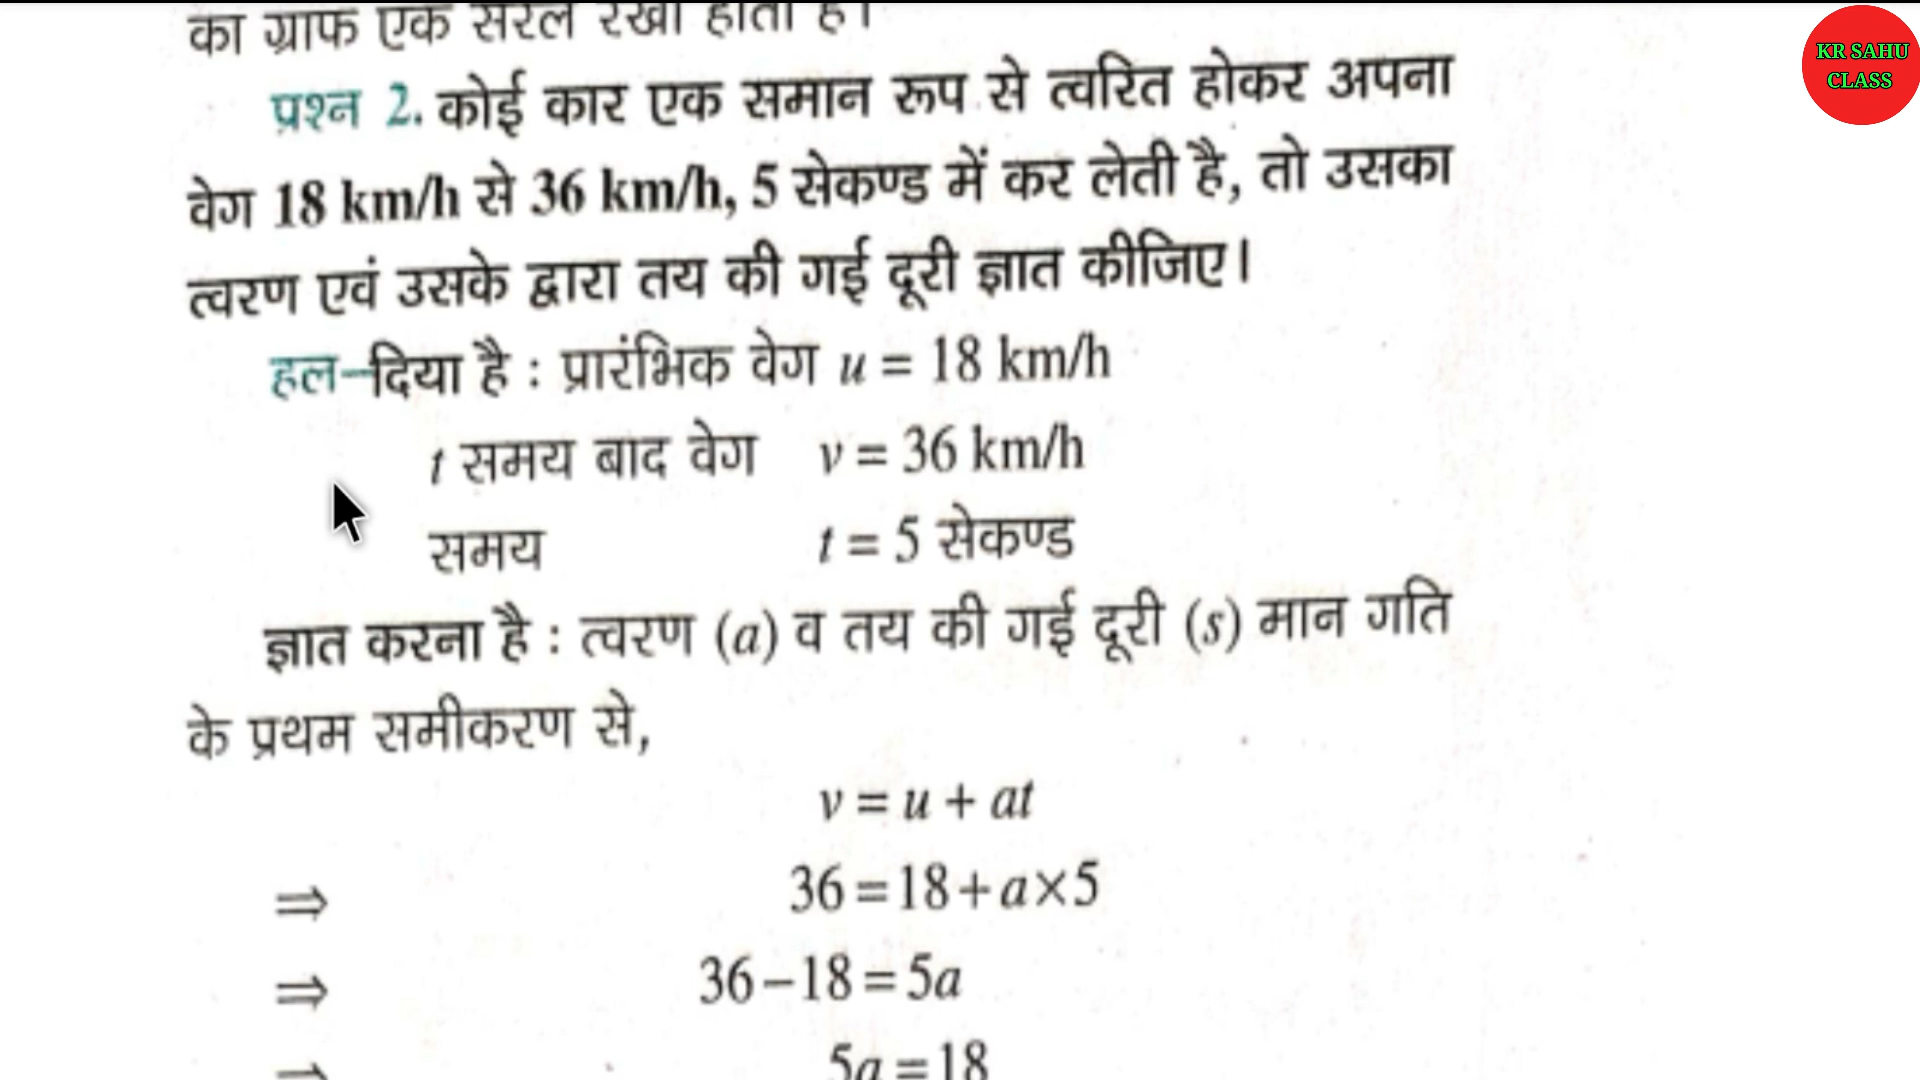 का ग्राफ एक सरल रेखा होता है।
KR SAHU
CLASS
प्रश्न 2. कोई कार एक समान रूप से त्वरित होकर अपना
वेग 18 km/h से 36 km/h, 5 सेकण्ड में कर लेती है, तो उसका
त्वरण एवं उसके द्वारा तय की गई दूरी ज्ञात कीजिए।
हल–दिया है : प्रारंभिक वेग u = 18 km/h
t समय बाद वेग v = 36 km/h
समय t = 5 सेकण्ड
ज्ञात करना है : त्वरण (a) व तय की गई दूरी (s) मान गति
के प्रथम समीकरण से,
v = u + at
⇒ 36 = 18 + a×5
⇒ 36 – 18 = 5a
⇒ 5a = 18